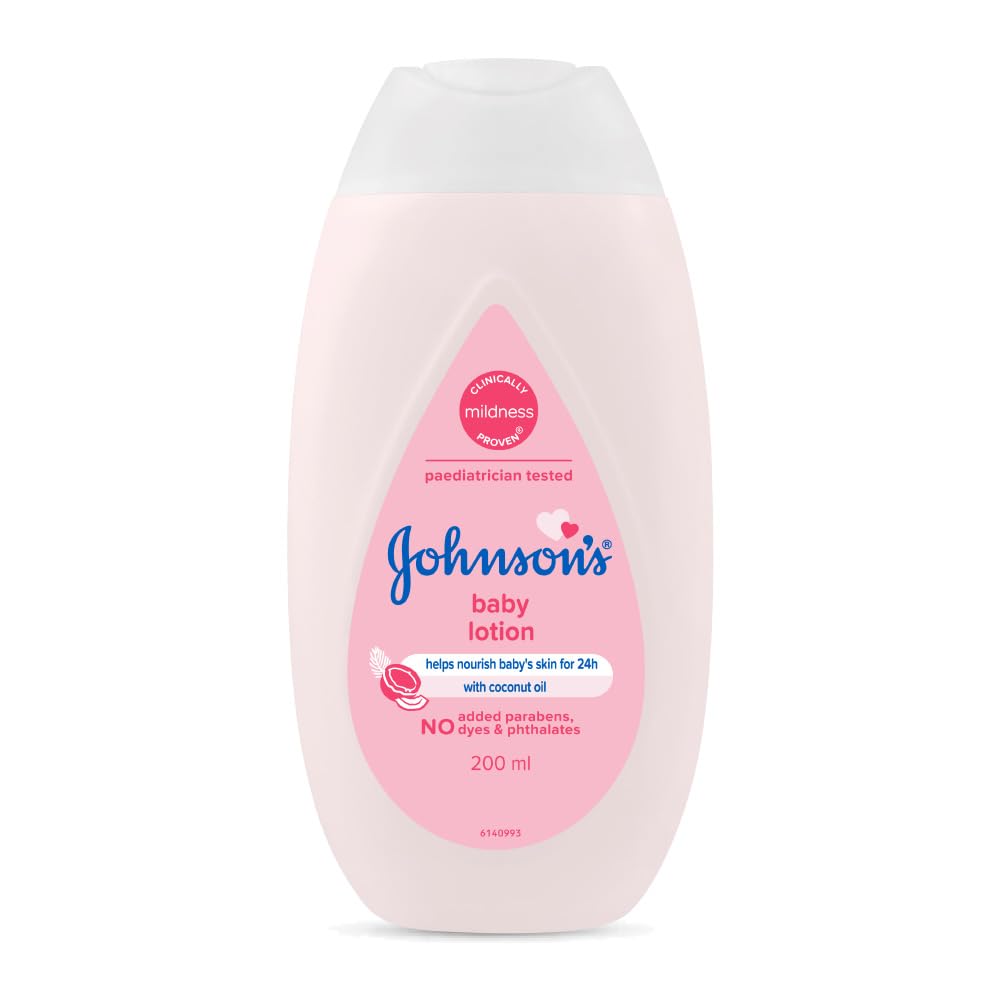 CLINICALLY
mildness
PROVEN®
paediatrician tested
Johnson's®
baby
lotion
helps nourish baby's skin for 24h
with coconut oil
NO added parabens,
dyes & phthalates
200 ml
6140993